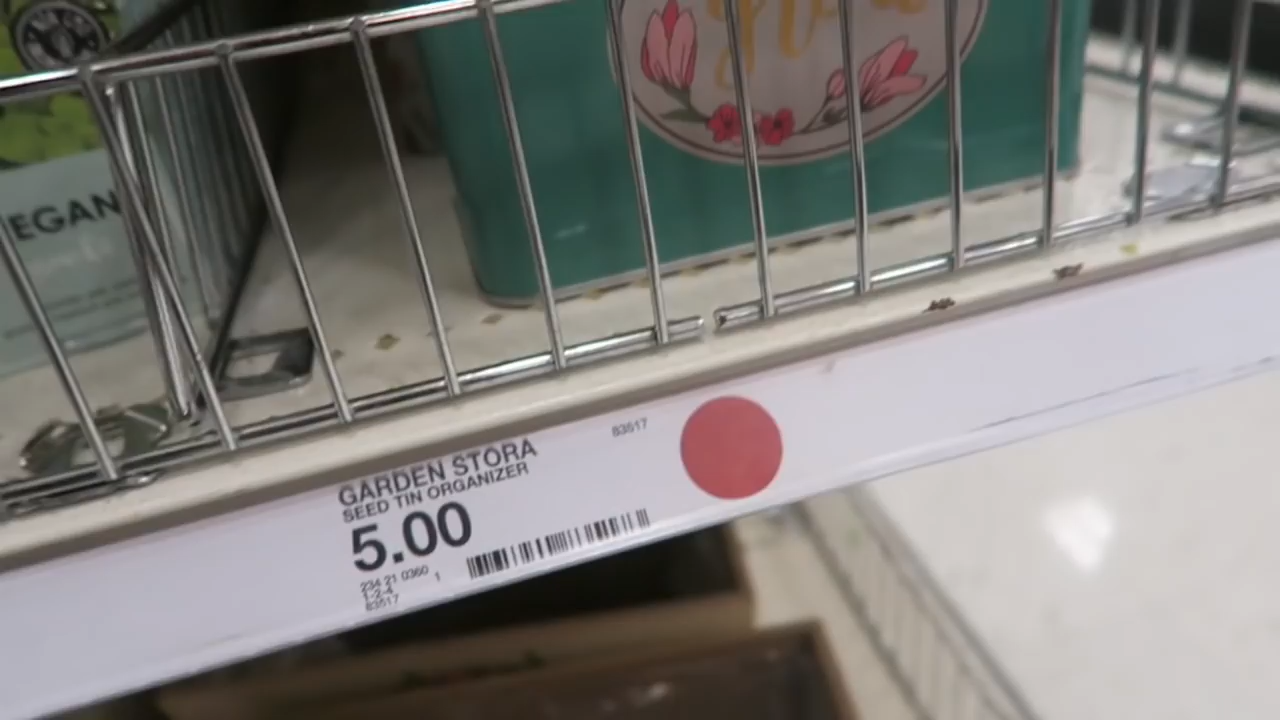 EGAN
GARDEN STORA
SEED TIN ORGANIZER
5.00
83517
234 21 0360
1
1-2-4
83517